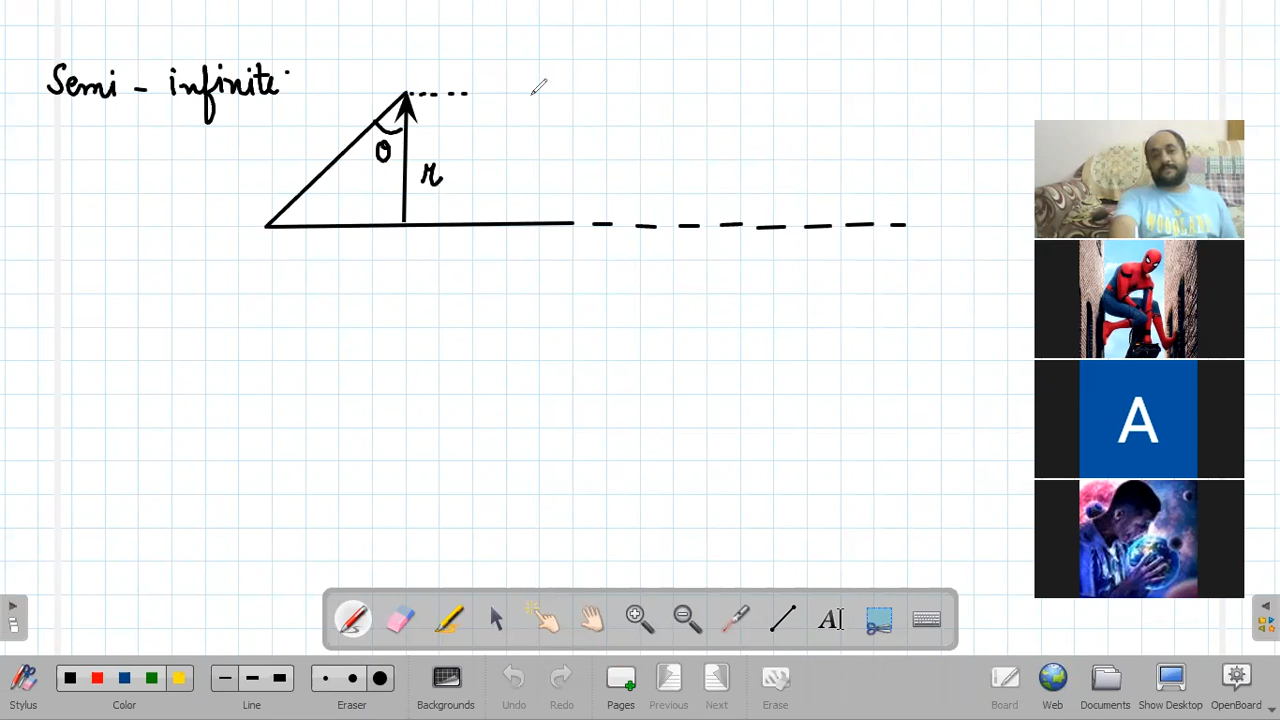 Semi - infinite
θ
r
WOODLAND
A
Stylus
Color
Line
Eraser
Backgrounds
Undo
Redo
Pages
Previous
Next
Erase
Board
Web
Documents
Show Desktop
OpenBoard